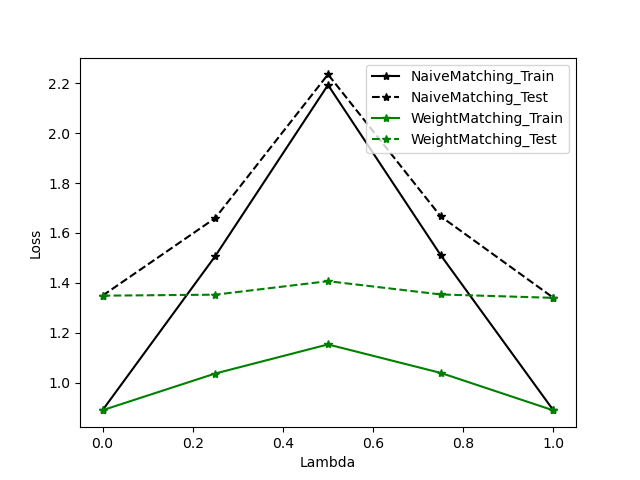 NaiveMatching_Train
NaiveMatching_Test
WeightMatching_Train
WeightMatching_Test
2.2
2.0
1.8
1.6
1.4
1.2
1.0
Loss
0.0 0.2 0.4 0.6 0.8 1.0
Lambda